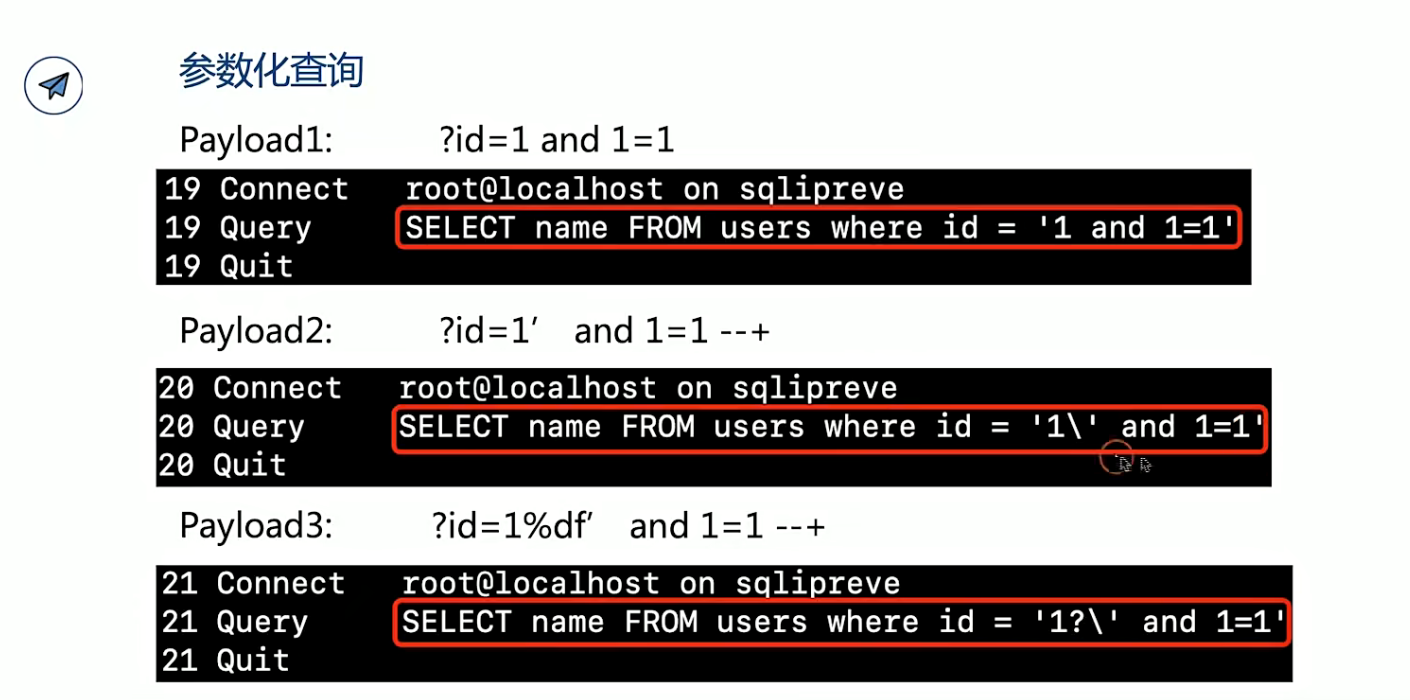 参数化查询
Payload1: ?id=1 and 1=1
19 Connect root@localhost on sqlipreve
19 Query SELECT name FROM users where id = '1 and 1=1'
19 Quit
Payload2: ?id=1′ and 1=1 --+
20 Connect root@localhost on sqlipreve
20 Query SELECT name FROM users where id = '1\' and 1=1'
20 Quit
Payload3: ?id=1%df′ and 1=1 --+
21 Connect root@localhost on sqlipreve
21 Query SELECT name FROM users where id = '1?\' and 1=1'
21 Quit